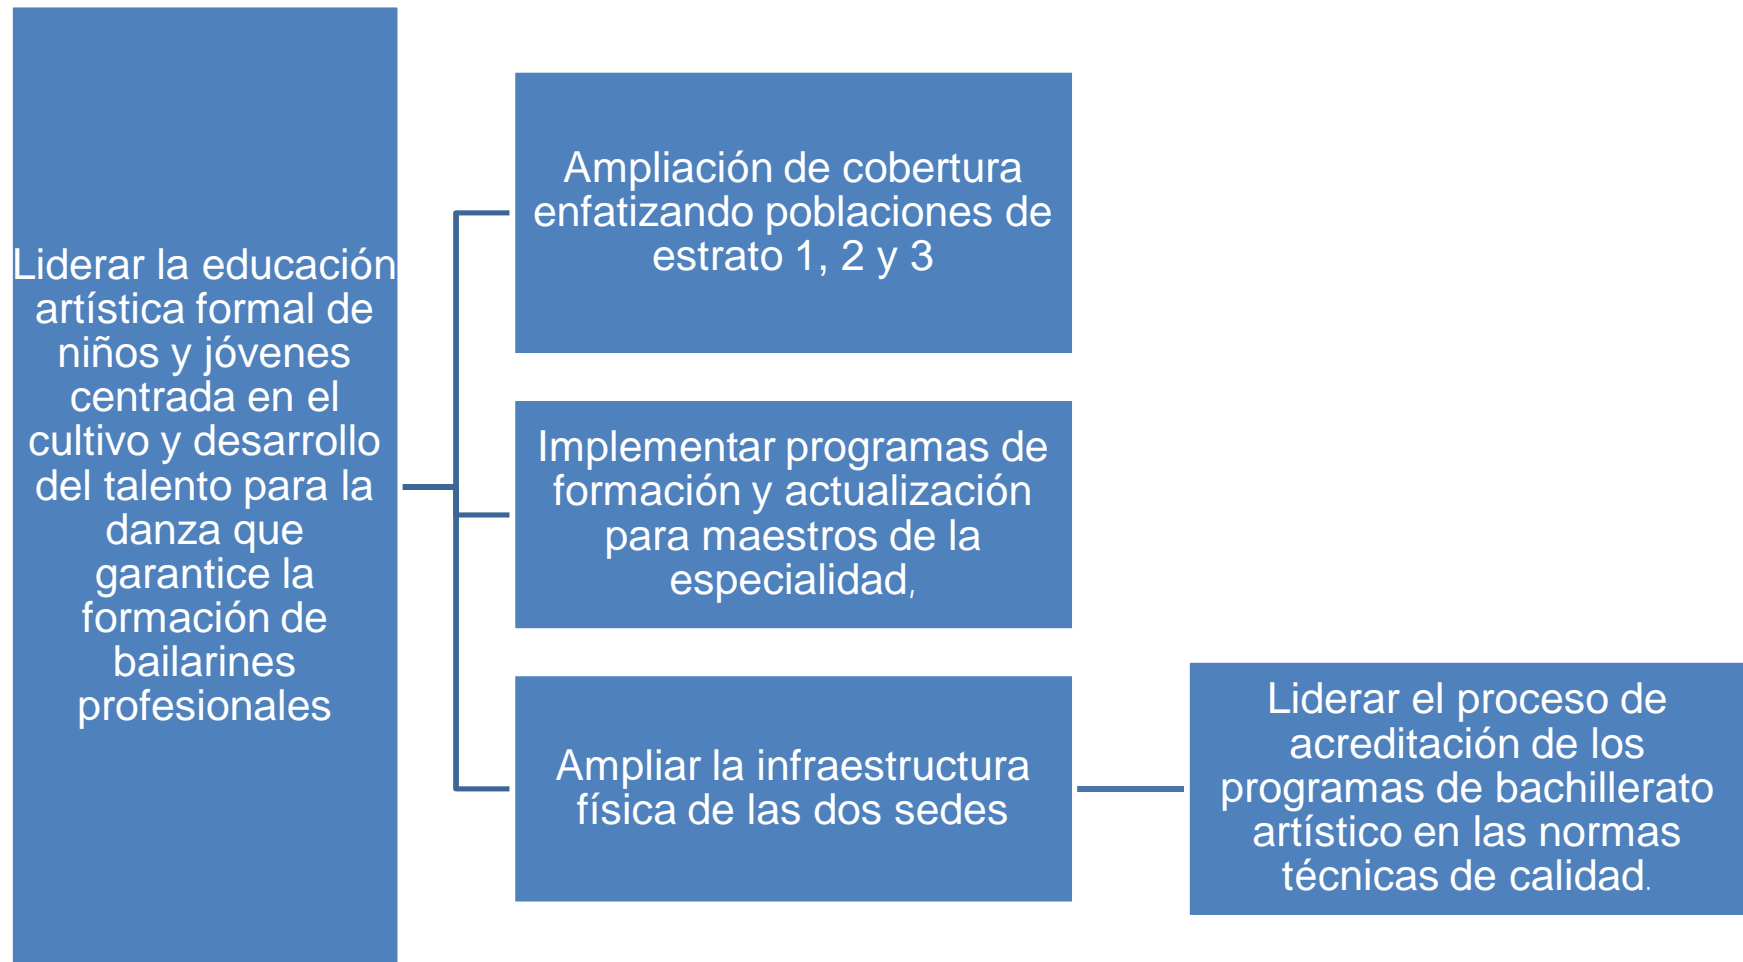 Liderar la educación
artística formal de
niños y jóvenes
centrada en el
cultivo y desarrollo
del talento para la
danza que
garantice la
formación de
bailarines
profesionales
Ampliación de cobertura
enfatizando poblaciones de
estrato 1, 2 y 3
Implementar programas de
formación y actualización
para maestros de la
especialidad,
Ampliar la infraestructura
física de las dos sedes
Liderar el proceso de
acreditación de los
programas de bachillerato
artístico en las normas
técnicas de calidad.